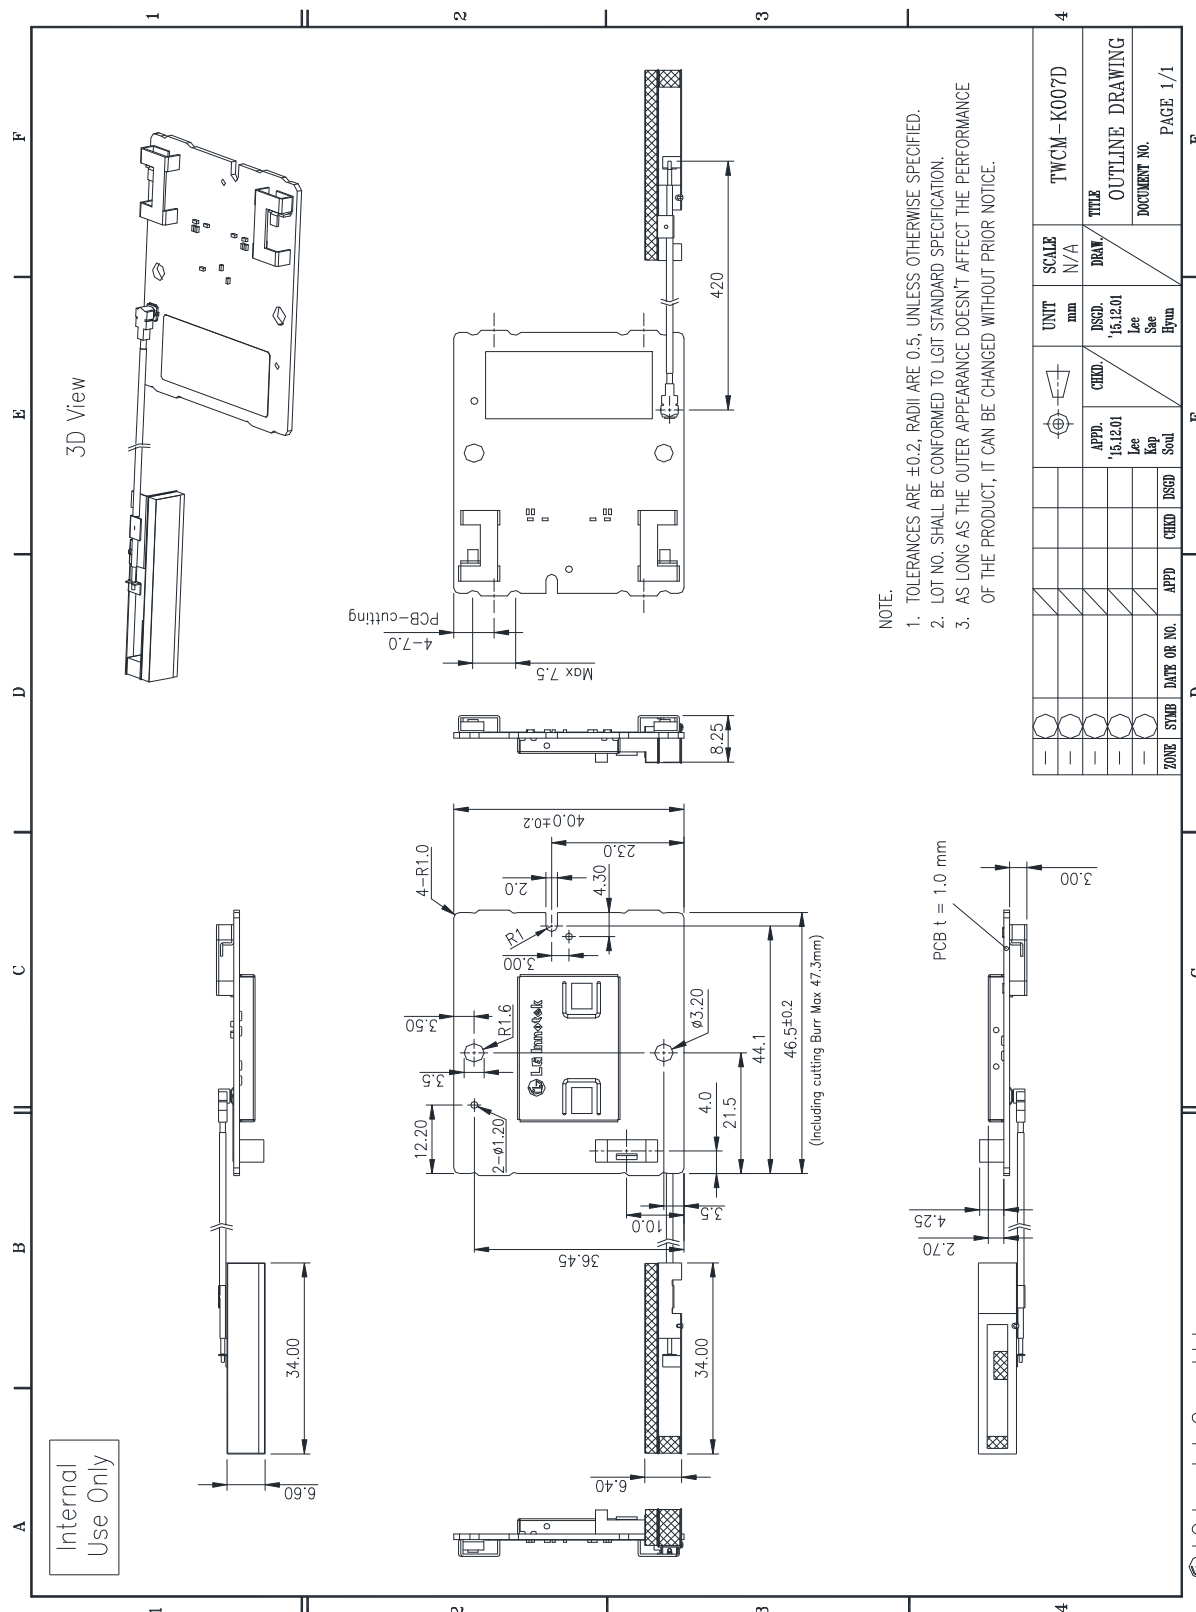 Internal
Use Only
A
B
C
D
E
F
1
2
3
4
3D View
6.60
34.00
6.40
34.00
36.45
10.0
3.5
12.20
2-ø1.20
3.5
3.50
R1.6
LG Innotek
4.0
21.5
44.1
46.5±0.2
(Including cutting Burr Max 47.3mm)
ø3.20
3.00
R1
4.30
2.0
23.0
40.0±0.2
4-R1.0
8.25
Max 7.5
4-7.0
PCB-cutting
420
2.70
4.25
PCB t = 1.0 mm
3.00
NOTE.
1. TOLERANCES ARE ±0.2, RADII ARE 0.5, UNLESS OTHERWISE SPECIFIED.
2. LOT NO. SHALL BE CONFORMED TO LGIT STANDARD SPECIFICATION.
3. AS LONG AS THE OUTER APPEARANCE DOESN'T AFFECT THE PERFORMANCE
OF THE PRODUCT, IT CAN BE CHANGED WITHOUT PRIOR NOTICE.
ZONE SYMB DATE OR NO. APPD CHKD DSGD
APPD.
'15.12.01
Lee
Kap
Soul
CHKD.
UNIT
mm
DSGD.
'15.12.01
Lee
Sae
Hyun
SCALE
N/A
DRAW.
TWCM-K007D
TITLE
OUTLINE DRAWING
DOCUMENT NO.
PAGE 1/1